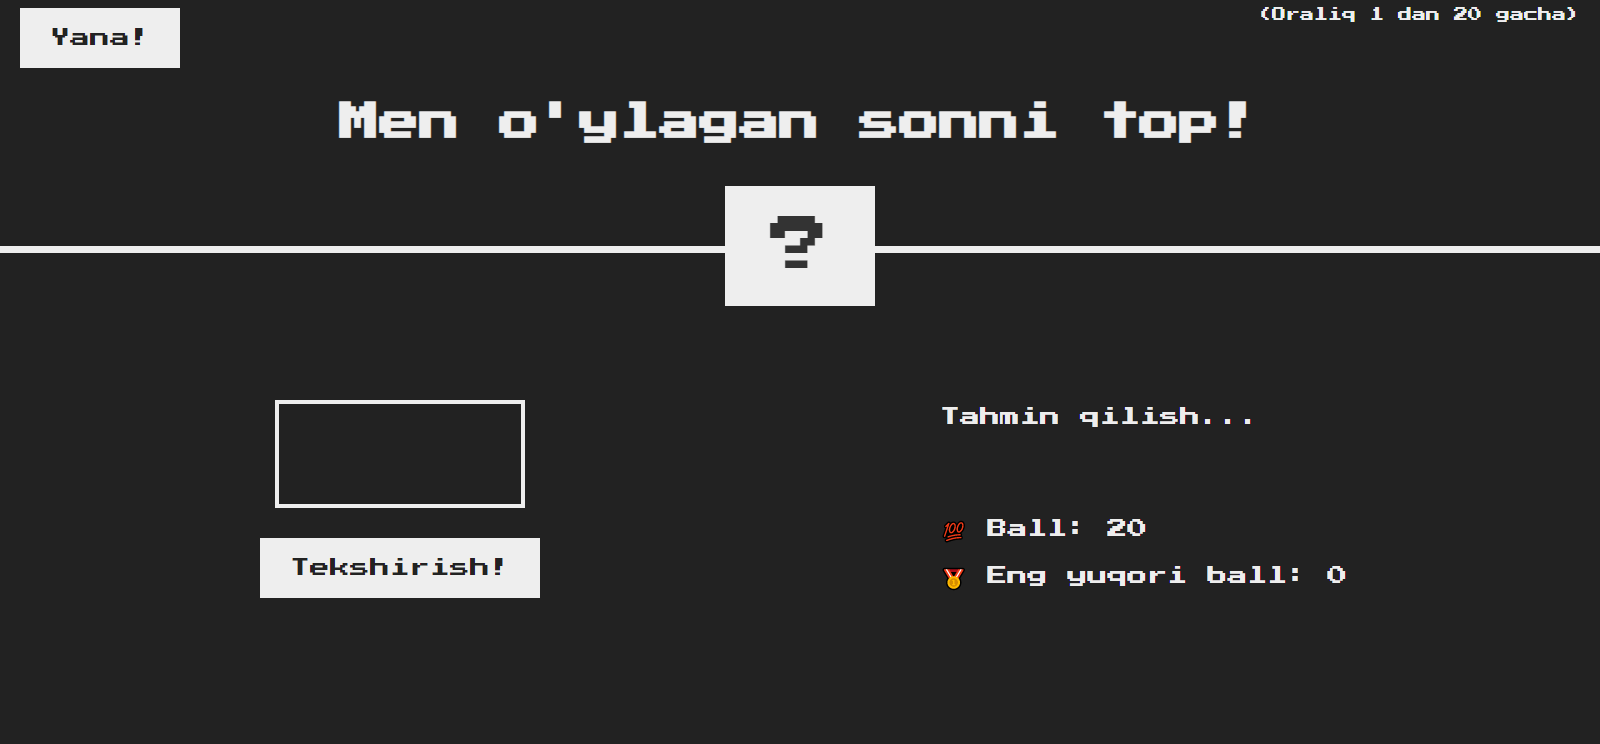 Yana!
(Oraliq 1 dan 20 gacha)
Men o'ylagan sonni top!
?
Tahmin qilish...
Tekshirish!
💯 Ball: 20
🥇 Eng yuqori ball: 0